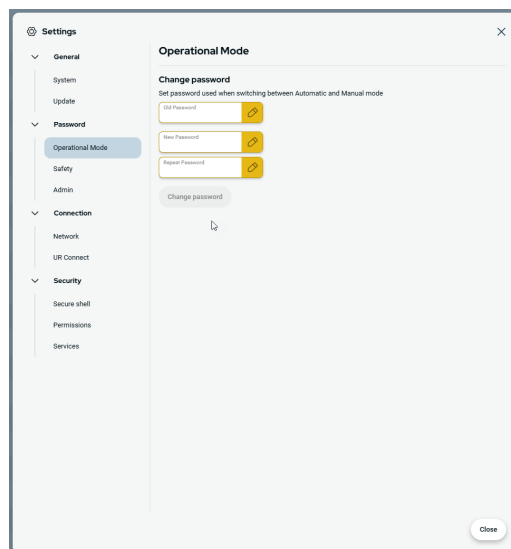 Settings
General
System
Update
Password
Operational Mode
Safety
Admin
Connection
Network
UR Connect
Security
Secure shell
Permissions
Services
Operational Mode
Change password
Set password used when switching between Automatic and Manual mode
Old Password
New Password
Repeat Password
Change password
Close